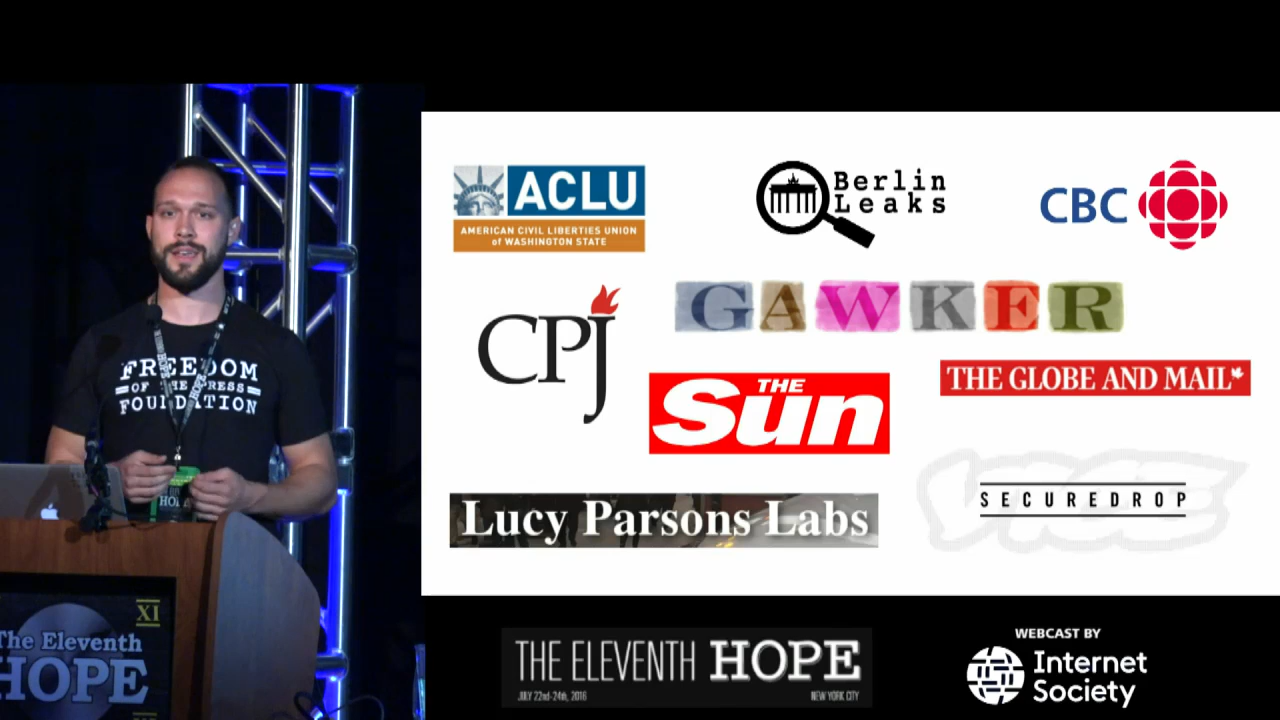 FREEDOM
OF THE PRESS
FOUNDATION
HOPE
XI
The Eleventh
HOPE
ACLU
AMERICAN CIVIL LIBERTIES UNION
of WASHINGTON STATE
Berlin
Leaks
CBC
CPJ
GAWKER
THE
Sun
THE GLOBE AND MAIL
Lucy Parsons Labs
VICE
SECUREDROP
THE ELEVENTH HOPE
JULY 22nd-24th, 2016
NEW YORK CITY
WEBCAST BY
Internet
Society